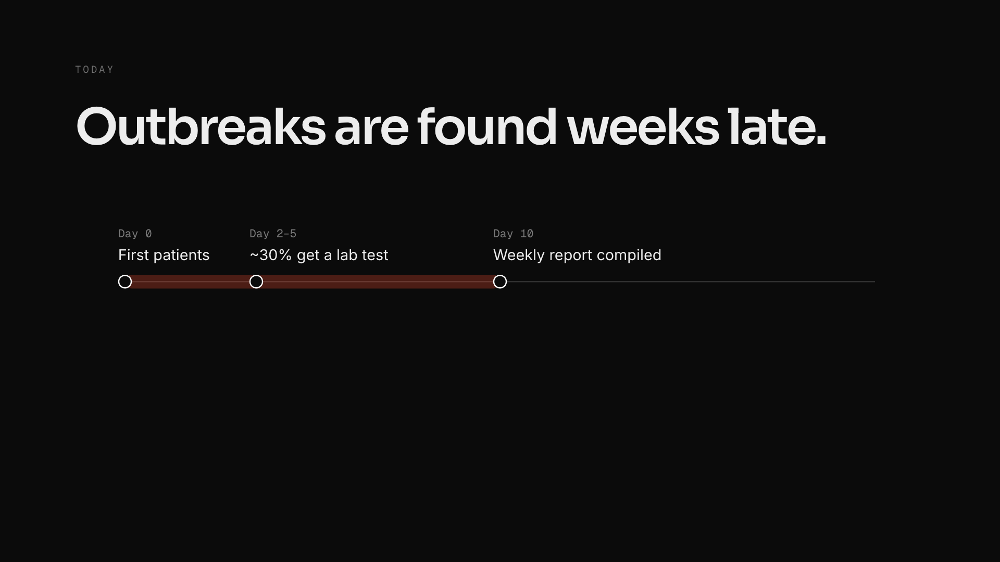 TODAY
Outbreaks are found weeks late.
Day 0
First patients
Day 2–5
~30% get a lab test
Day 10
Weekly report compiled